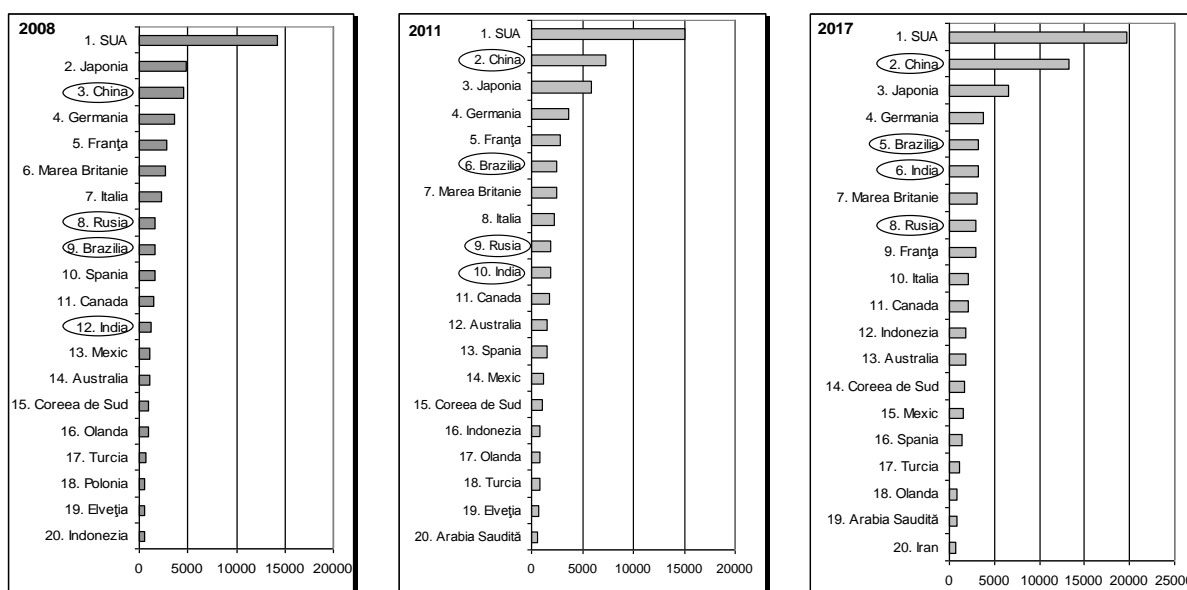 2008
1. SUA
2. Japonia
3. China
4. Germania
5. Franţa
6. Marea Britanie
7. Italia
8. Rusia
9. Brazilia
10. Spania
11. Canada
12. India
13. Mexic
14. Australia
15. Coreea de Sud
16. Olanda
17. Turcia
18. Polonia
19. Elveţia
20. Indonezia
0 5000 10000 15000 20000
2011
1. SUA
2. China
3. Japonia
4. Germania
5. Franţa
6. Brazilia
7. Marea Britanie
8. Italia
9. Rusia
10. India
11. Canada
12. Australia
13. Spania
14. Mexic
15. Coreea de Sud
16. Indonezia
17. Olanda
18. Turcia
19. Elveţia
20. Arabia Saudită
0 5000 10000 15000 20000
2017
1. SUA
2. China
3. Japonia
4. Germania
5. Brazilia
6. India
7. Marea Britanie
8. Rusia
9. Franţa
10. Italia
11. Canada
12. Indonezia
13. Australia
14. Coreea de Sud
15. Mexic
16. Spania
17. Turcia
18. Olanda
19. Arabia Saudită
20. Iran
0 5000 10000 15000 20000 2500